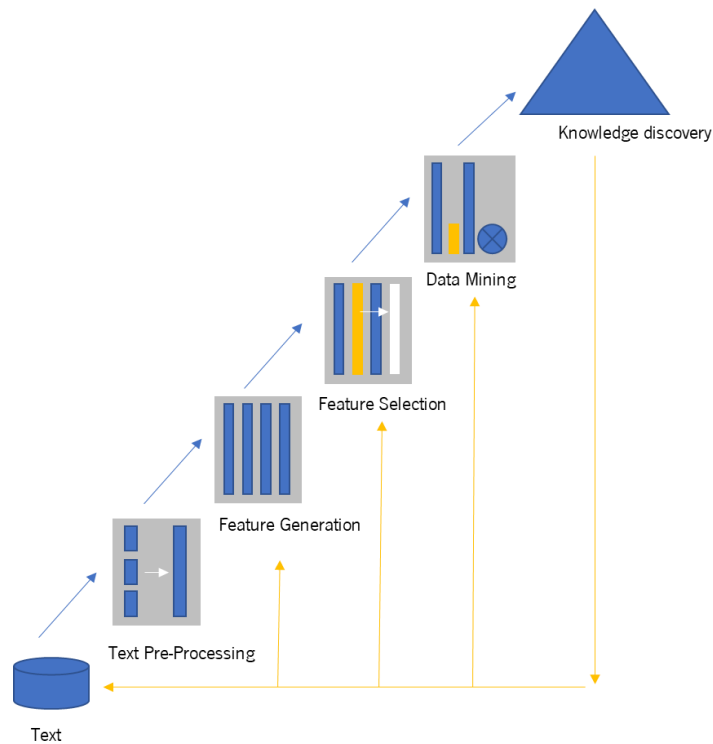 Knowledge discovery
Data Mining
Feature Selection
Feature Generation
Text Pre-Processing
Text